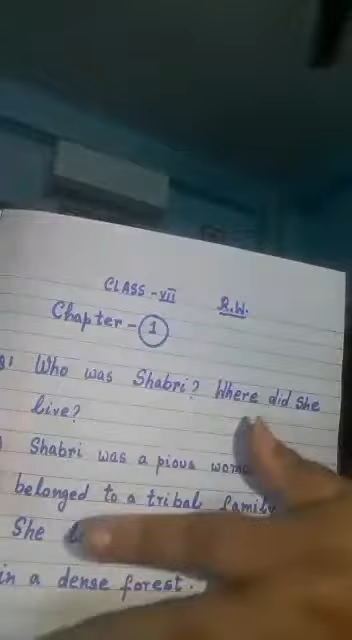 CLASS - VII
R.W.
Chapter - 1
Who was Shabri? Where did she
live?
Shabri was a pious
belonged to a tribal family
She
in a dense forest.